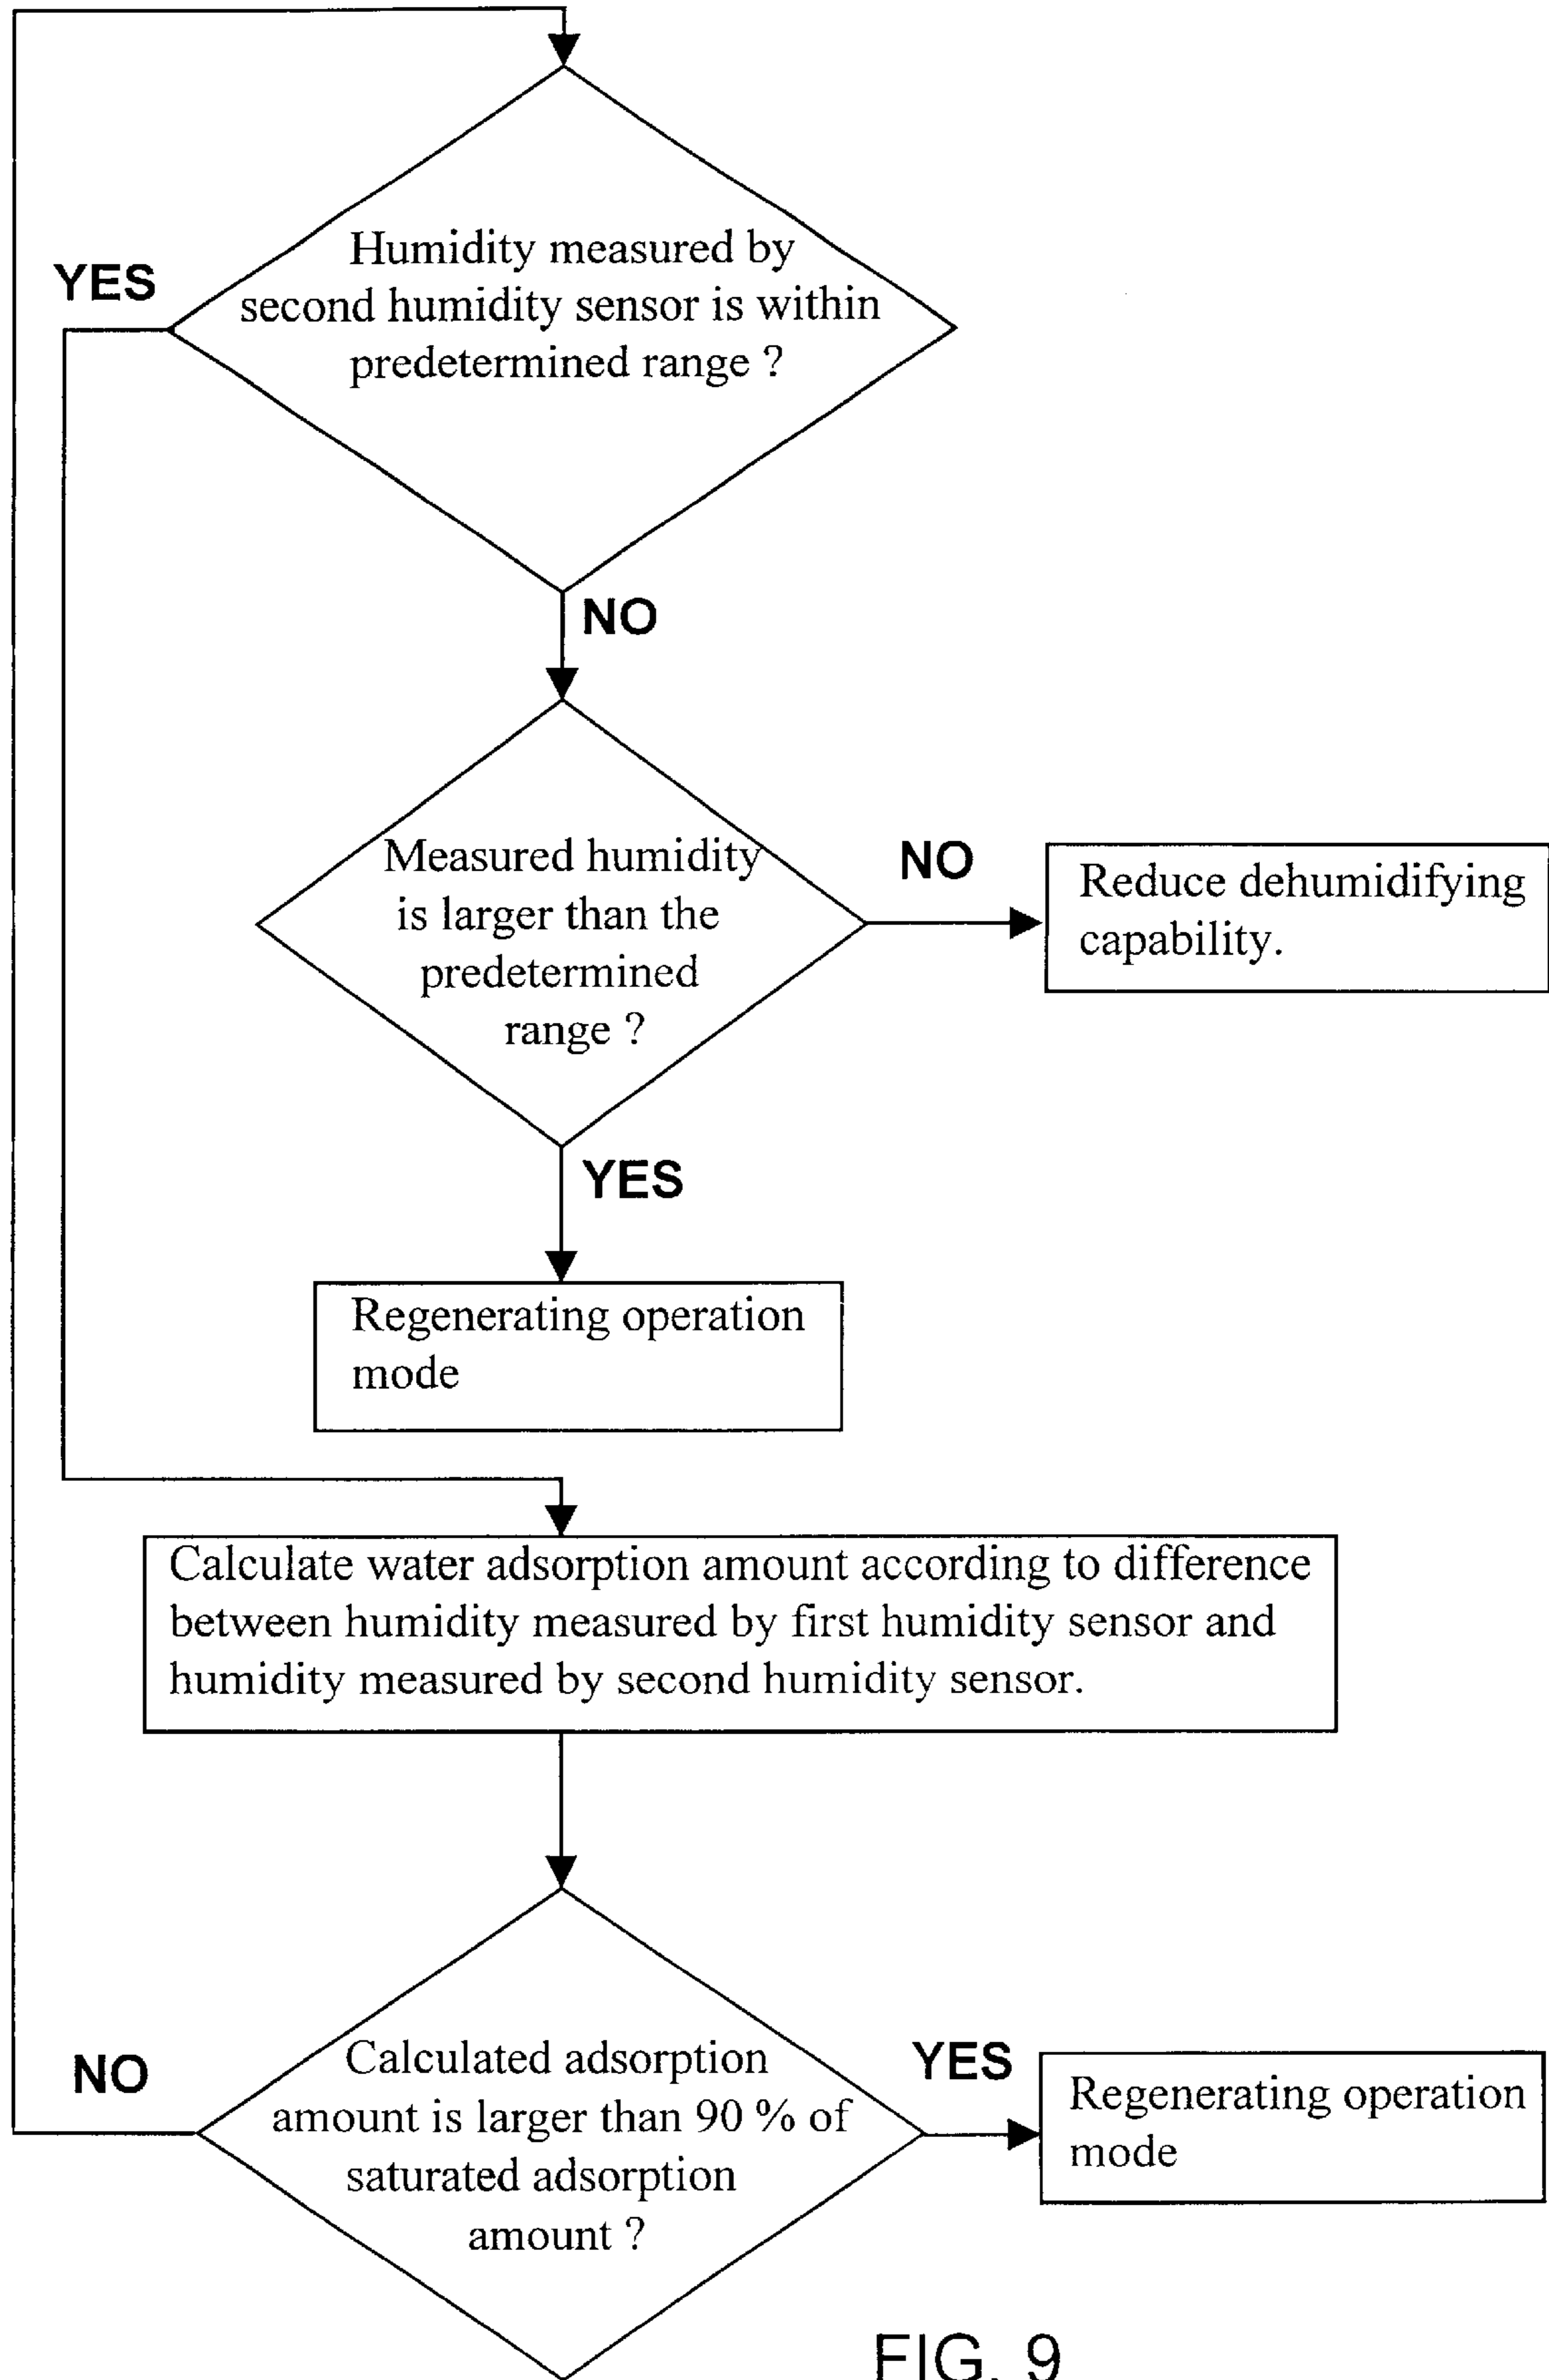 YES
Humidity measured by
second humidity sensor is within
predetermined range ?
NO
Measured humidity
is larger than the
predetermined
range ?
NO
Reduce dehumidifying
capability.
YES
Regenerating operation
mode
Calculate water adsorption amount according to difference
between humidity measured by first humidity sensor and
humidity measured by second humidity sensor.
NO
Calculated adsorption
amount is larger than 90 % of
saturated adsorption
amount ?
YES
Regenerating operation
mode
FIG. 9